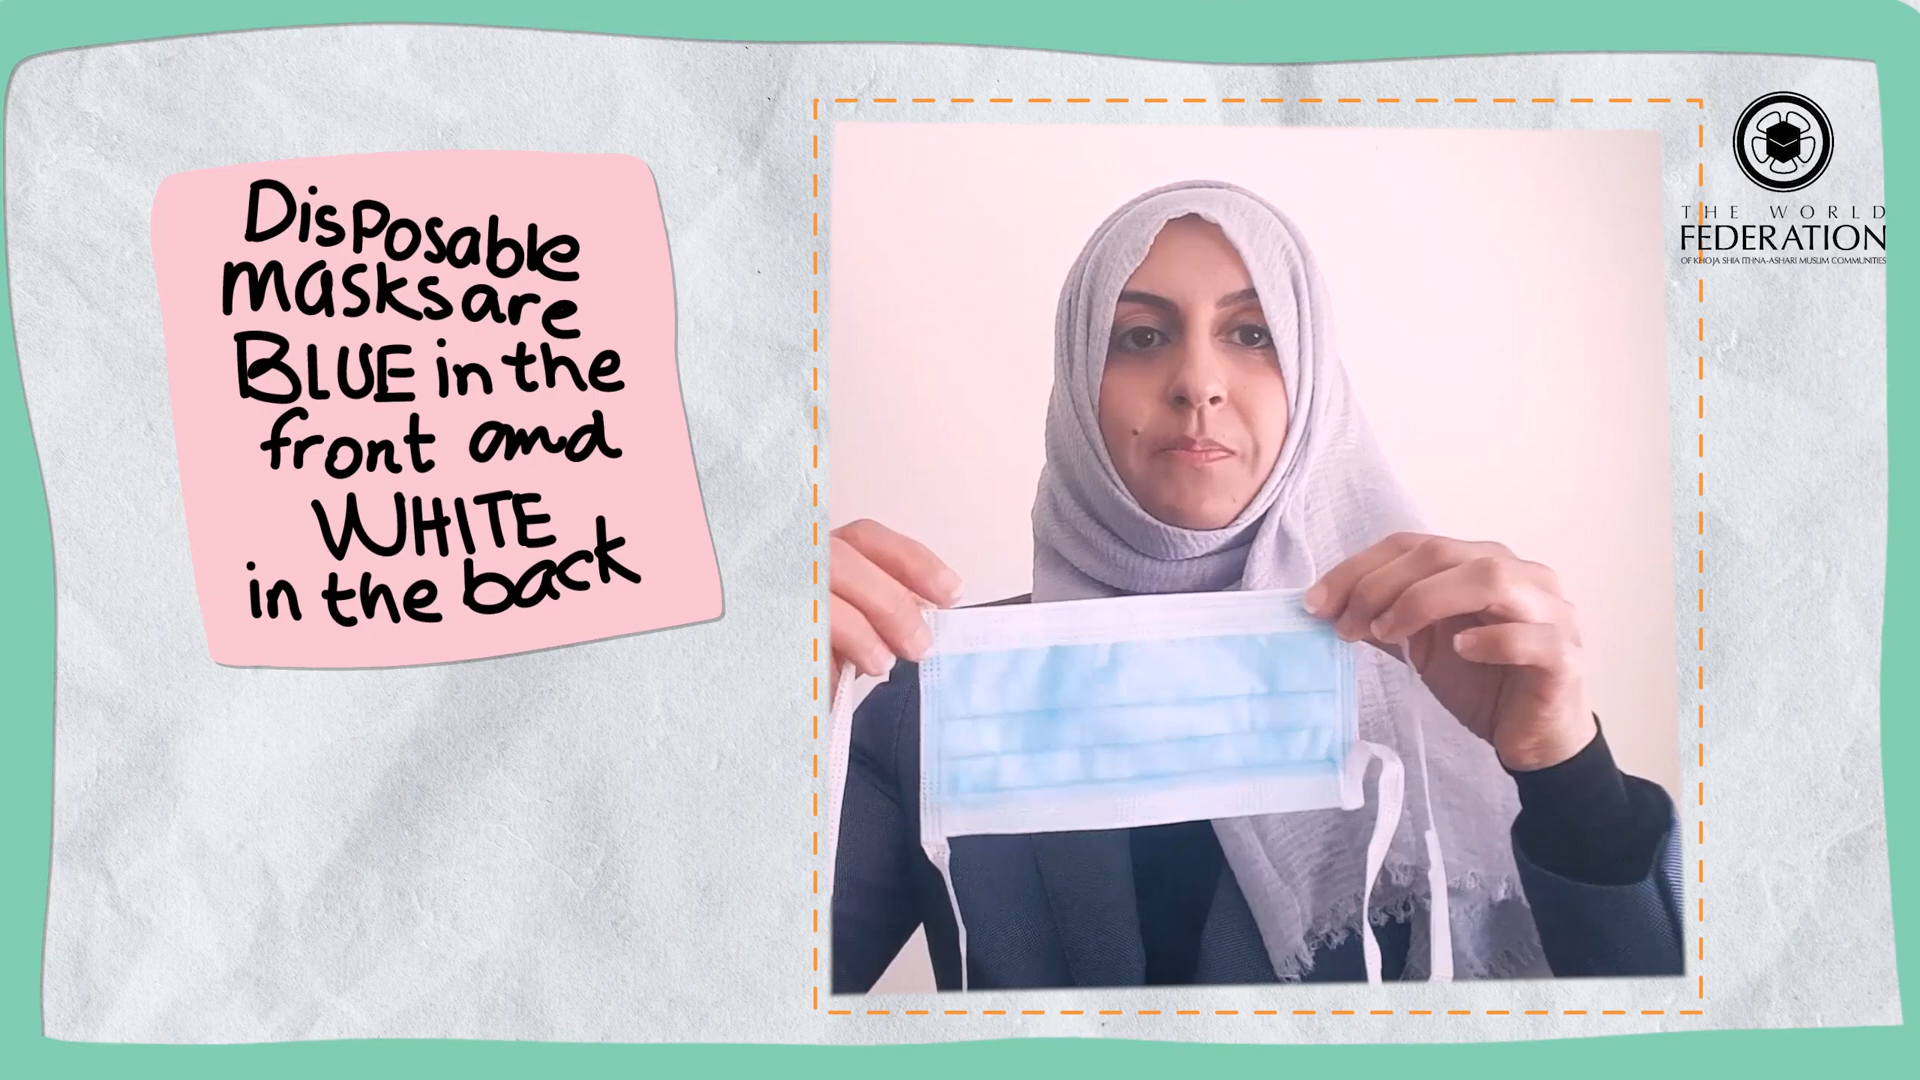 Disposable
masks are
BLUE in the
front and
WHITE
in the back
THE WORLD
FEDERATION
OF KHOJA SHIA ITHNA-ASHARI MUSLIM COMMUNITIES